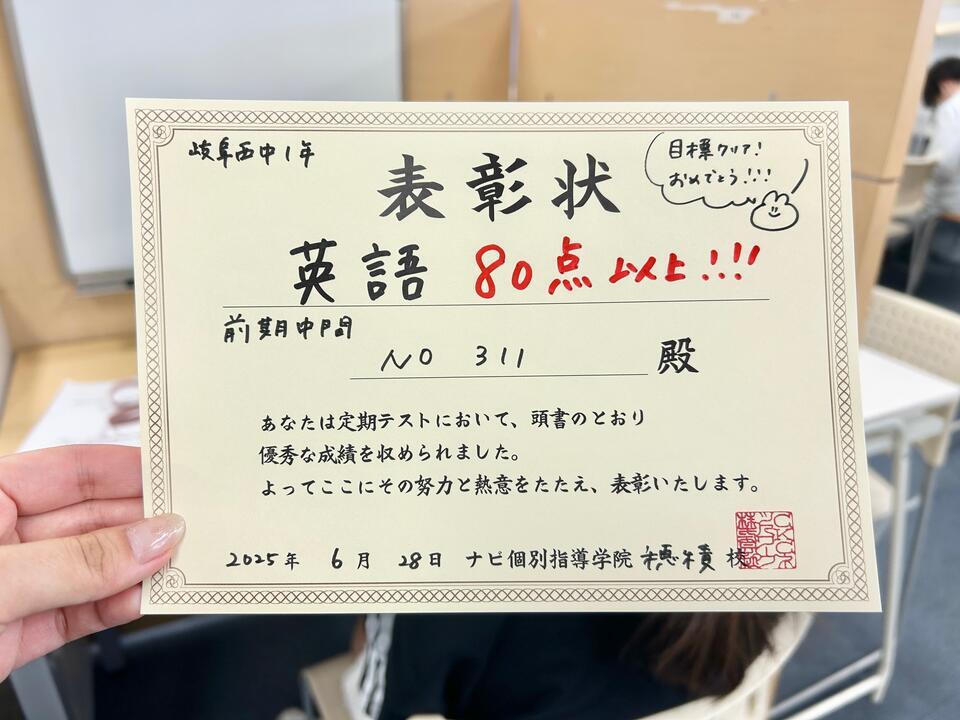 岐阜西中1年
表彰状
目標クリア!
おめでとう!!!
英語 80点以上!!!!
前期中間
NO 311 殿
あなたは定期テストにおいて、頭書のとおり
優秀な成績を収められました。
よってここにその努力と熱意をたたえ、表彰いたします。
2025年 6月 28日 ナビ個別指導学院 穂積 校